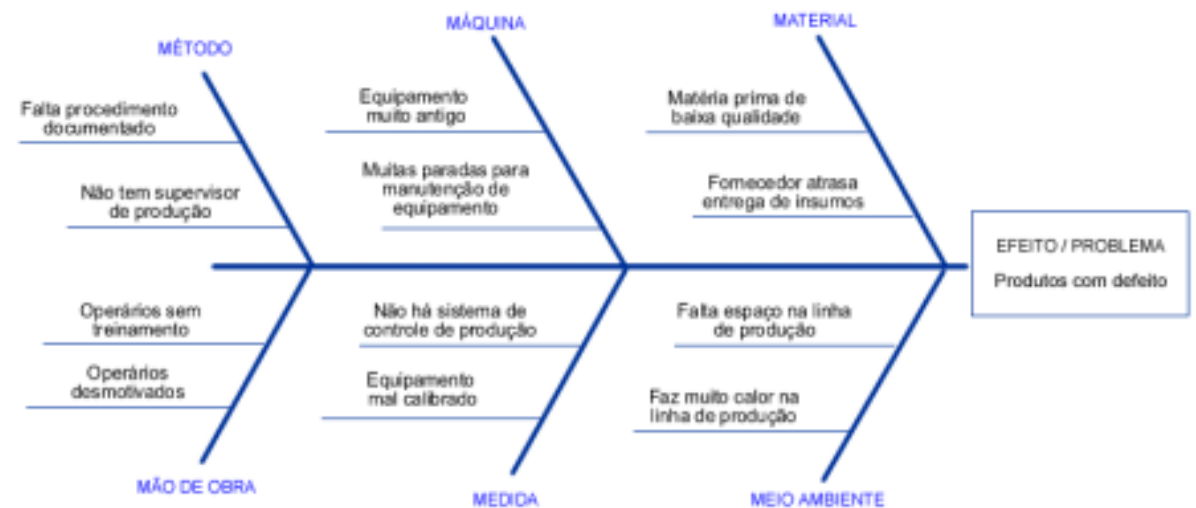 MÉTODO
Falta procedimento
documentado
Não tem supervisor
de produção
MÁQUINA
Equipamento
muito antigo
Muitas paradas para
manutenção de
equipamento
MATERIAL
Matéria prima de
baixa qualidade
Fornecedor atrasa
entrega de insumos
EFEITO / PROBLEMA
Produtos com defeito
Operários sem
treinamento
Operários
desmotivados
MÃO DE OBRA
Não há sistema de
controle de produção
Equipamento
mal calibrado
MEDIDA
Falta espaço na linha
de produção
Faz muito calor na
linha de produção
MEIO AMBIENTE